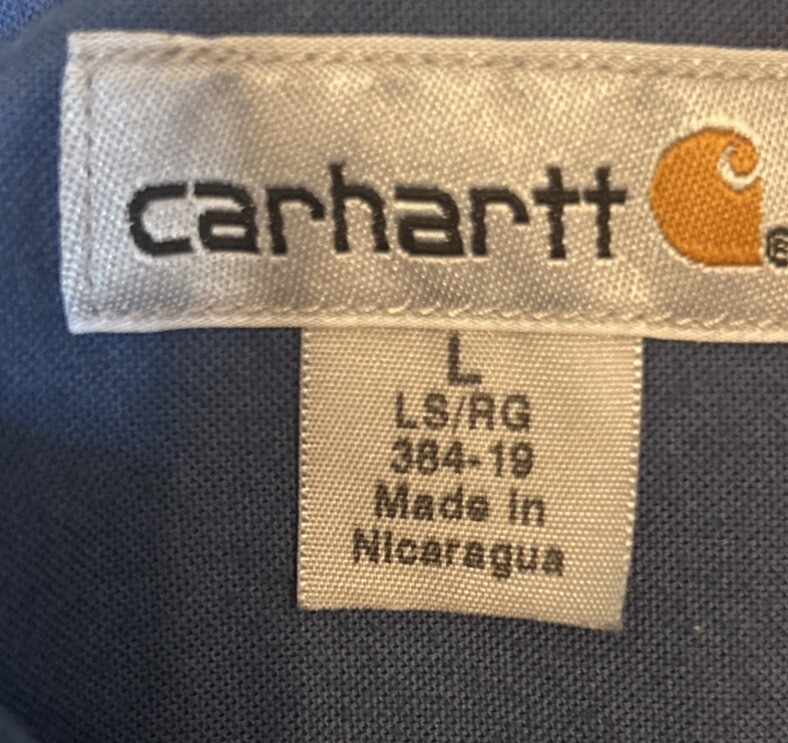 carhartt ®
L
LS/RG
384-19
Made in
Nicaragua